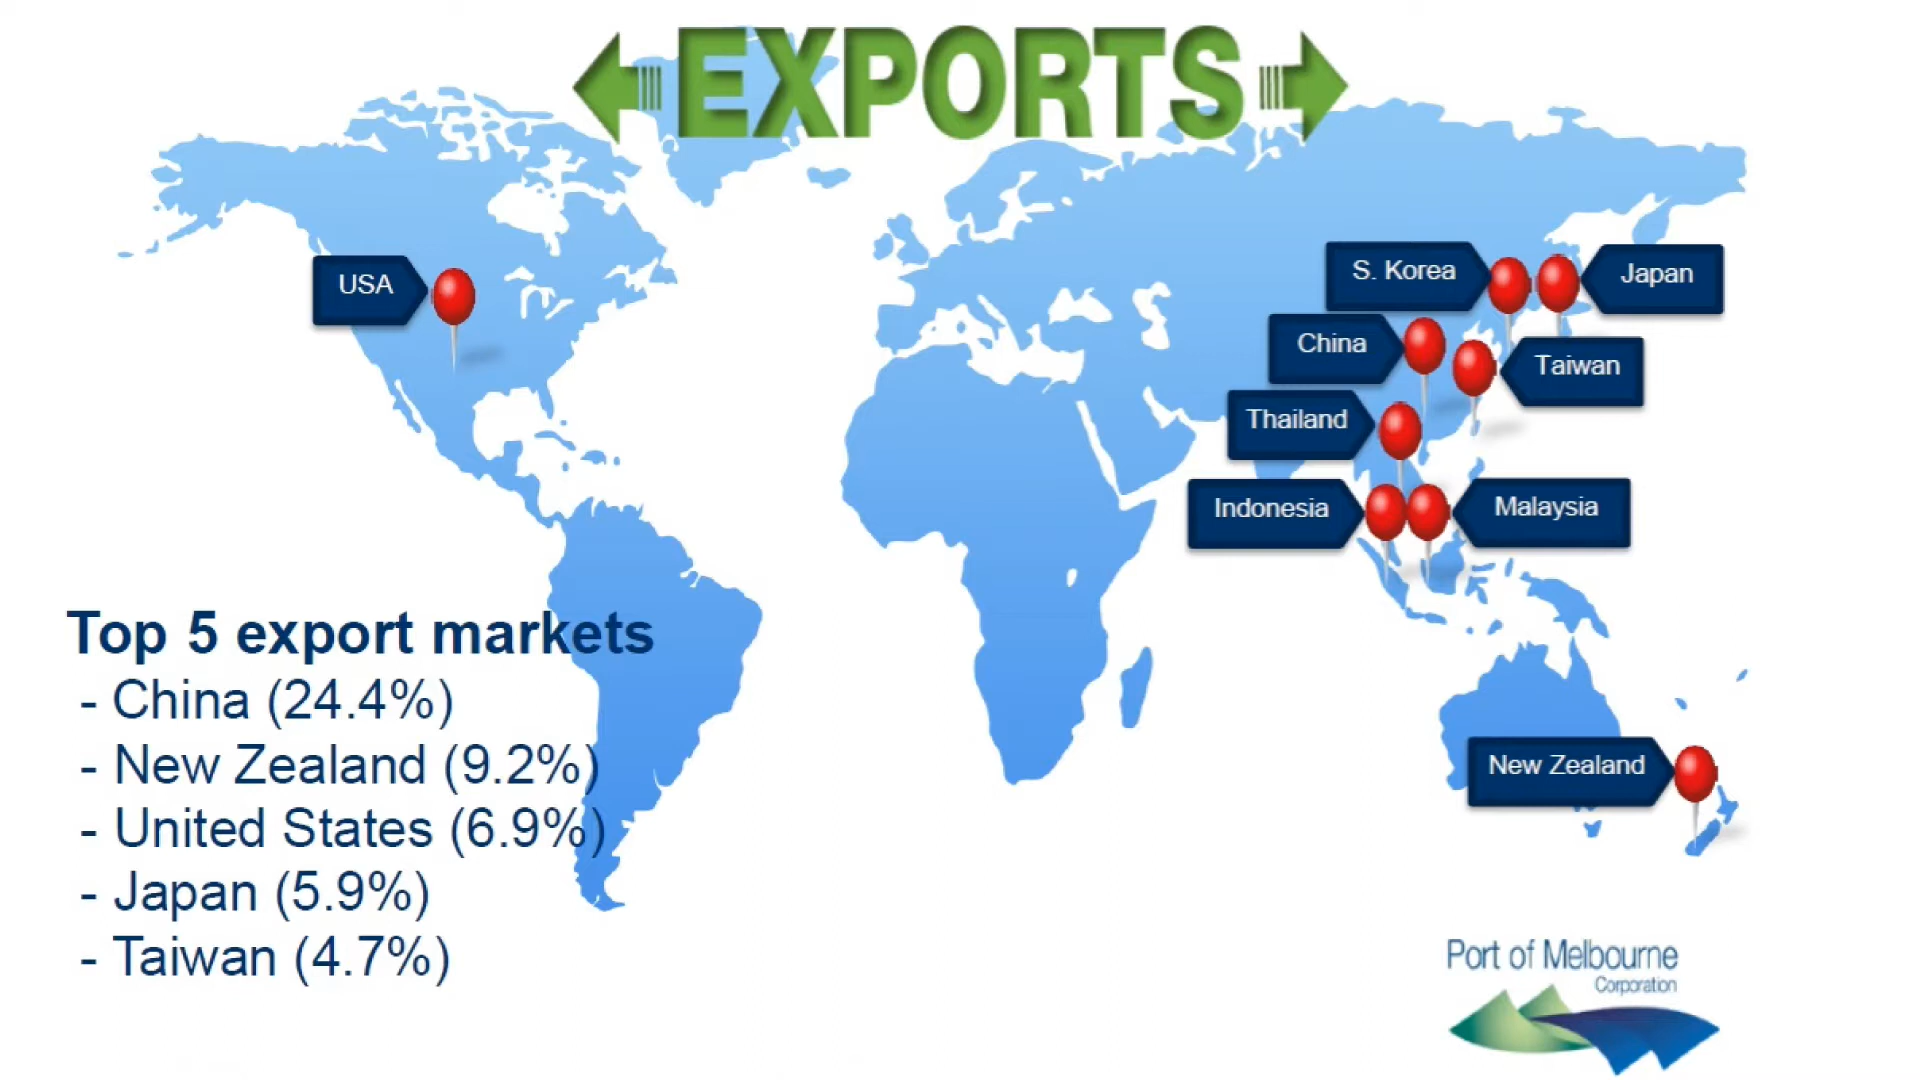 EXPORTS
USA
S. Korea
Japan
China
Taiwan
Thailand
Indonesia
Malaysia
Top 5 export markets
- China (24.4%)
- New Zealand (9.2%)
- United States (6.9%)
- Japan (5.9%)
- Taiwan (4.7%)
New Zealand
Port of Melbourne
Corporation